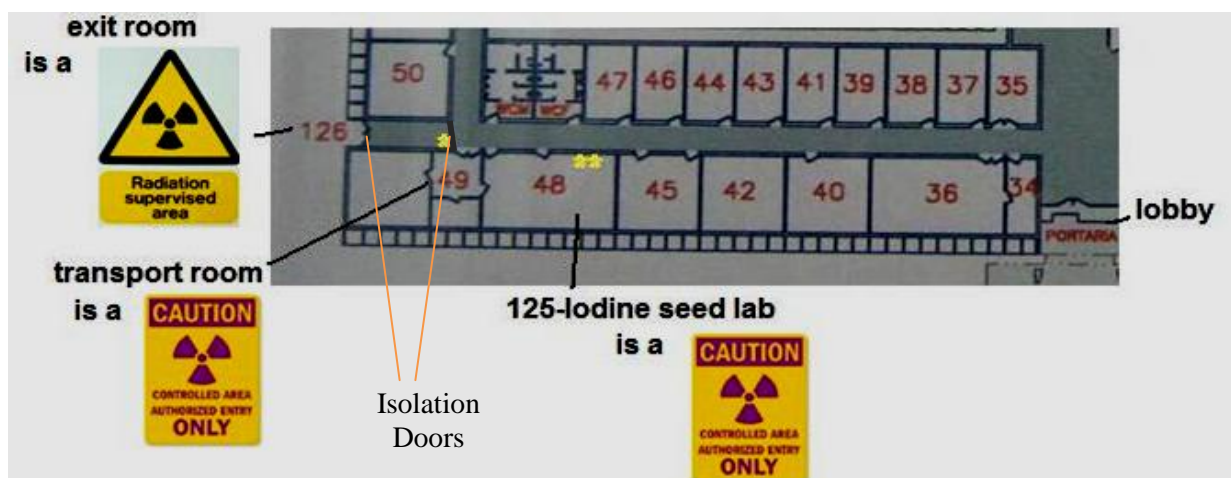 exit room
is a
Radiation
supervised
area
126
50
WCM WCF
47 46 44 43 41 39 38 37 35
*
**
49 48 45 42 40 36 34
PORTARIA
lobby
transport room
is a
CAUTION
CONTROLLED AREA
AUTHORIZED ENTRY
ONLY
Isolation
Doors
125-Iodine seed lab
is a
CAUTION
CONTROLLED AREA
AUTHORIZED ENTRY
ONLY